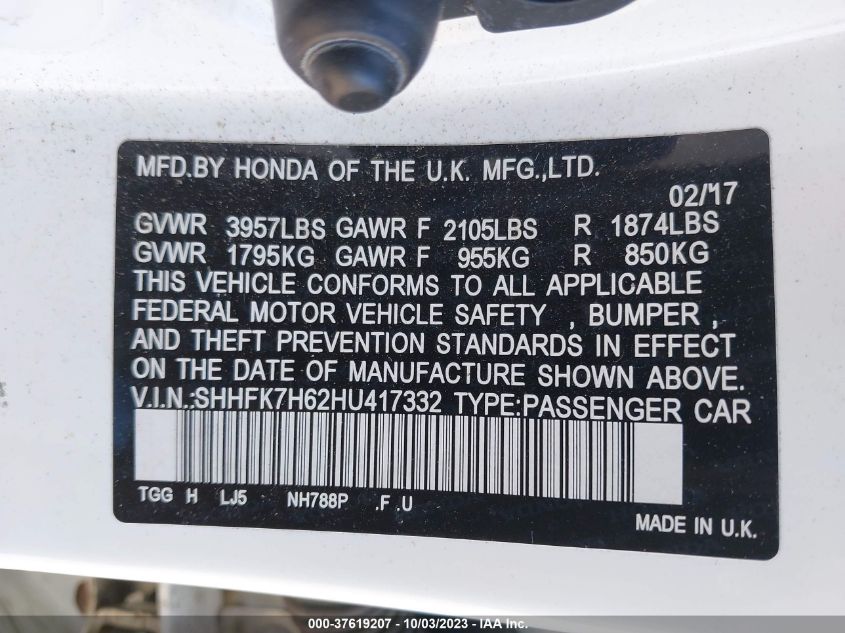 MFD.BY HONDA OF THE U.K. MFG.,LTD.
02/'17
GVWR 3957LBS GAWR F 2105LBS R 1874LBS
GVWR 1795KG GAWR F 955KG R 850KG
THIS VEHICLE CONFORMS TO ALL APPLICABLE
FEDERAL MOTOR VEHICLE SAFETY , BUMPER ,
AND THEFT PREVENTION STANDARDS IN EFFECT
ON THE DATE OF MANUFACTURE SHOWN ABOVE.
V.I.N.:SHHFK7H62HU417332 TYPE:PASSENGER CAR
TGG H LJ5 NH788P .F .U
MADE IN U.K.
000-37619207 - 10/03/2023 - IAA Inc.